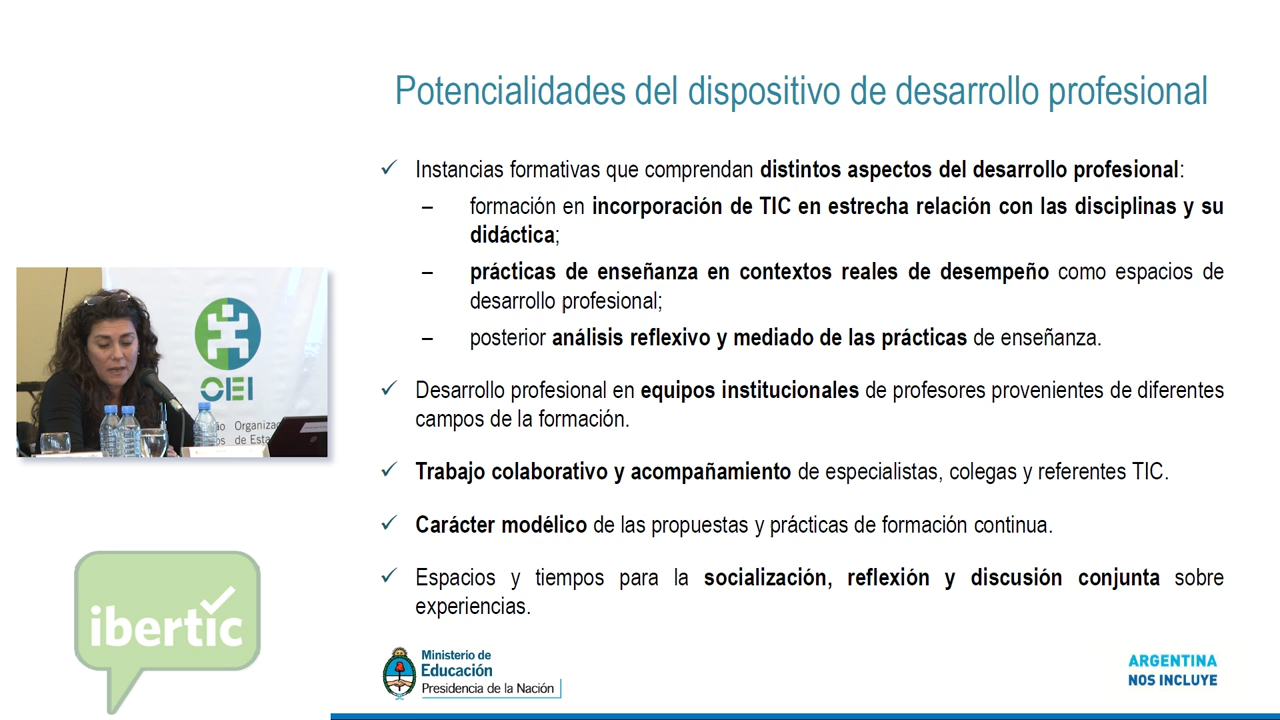 Potencialidades del dispositivo de desarrollo profesional
✓ Instancias formativas que comprendan distintos aspectos del desarrollo profesional:
– formación en incorporación de TIC en estrecha relación con las disciplinas y su
didáctica;
– prácticas de enseñanza en contextos reales de desempeño como espacios de
desarrollo profesional;
– posterior análisis reflexivo y mediado de las prácticas de enseñanza.
✓ Desarrollo profesional en equipos institucionales de profesores provenientes de diferentes
campos de la formación.
✓ Trabajo colaborativo y acompañamiento de especialistas, colegas y referentes TIC.
✓ Carácter modélico de las propuestas y prácticas de formación continua.
✓ Espacios y tiempos para la socialización, reflexión y discusión conjunta sobre
experiencias.
OEI
Organiza
de Esta
ibertic
Ministerio de
Educación
Presidencia de la Nación
ARGENTINA
NOS INCLUYE